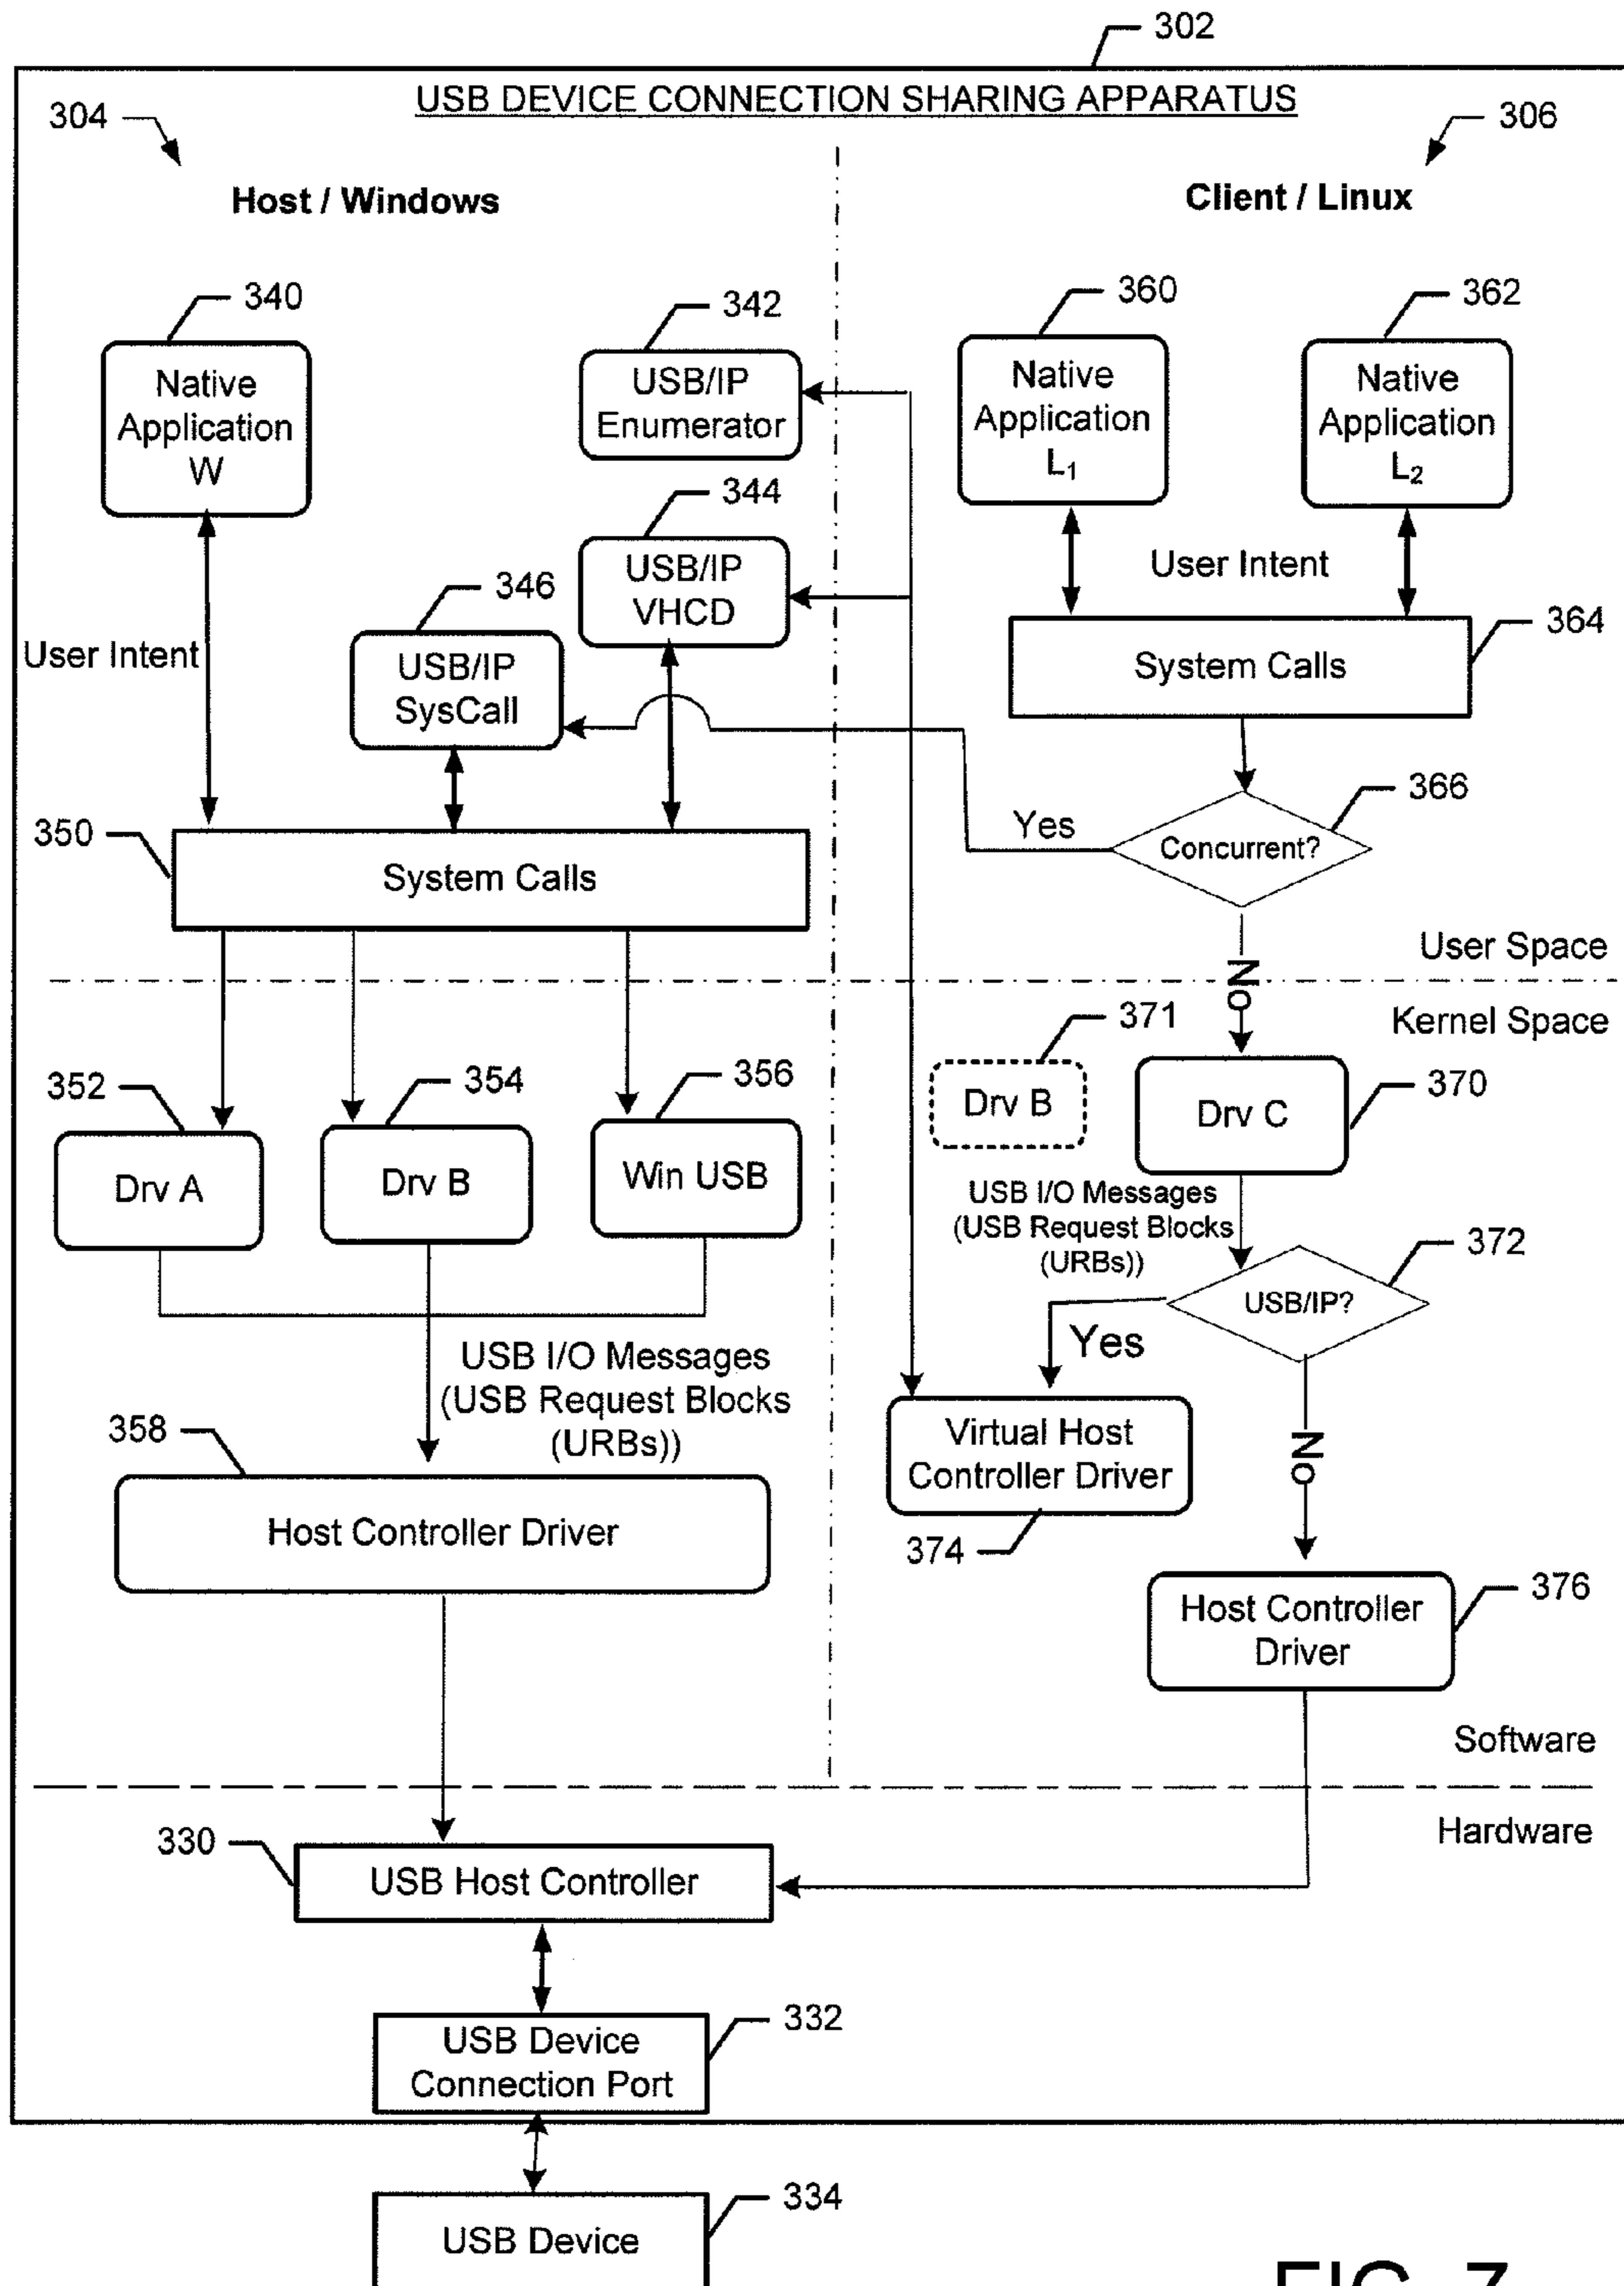 302
USB DEVICE CONNECTION SHARING APPARATUS
304
306
Host / Windows
Client / Linux
340
342
360
362
Native
Application
W
USB/IP
Enumerator
Native
Application
L₁
Native
Application
L₂
344
USB/IP
VHCD
User Intent
346
USB/IP
SysCall
User Intent
364
System Calls
350
System Calls
366
Yes
Concurrent?
User Space
No
Kernel Space
371
352
354
356
370
Drv B
Drv C
Drv A
Drv B
Win USB
USB I/O Messages
(USB Request Blocks
(URBs))
372
USB/IP?
Yes
USB I/O Messages
(USB Request Blocks
(URBs))
358
Virtual Host
Controller Driver
No
Host Controller Driver
374
376
Host Controller
Driver
Software
Hardware
330
USB Host Controller
332
USB Device
Connection Port
334
USB Device
FIG. 7